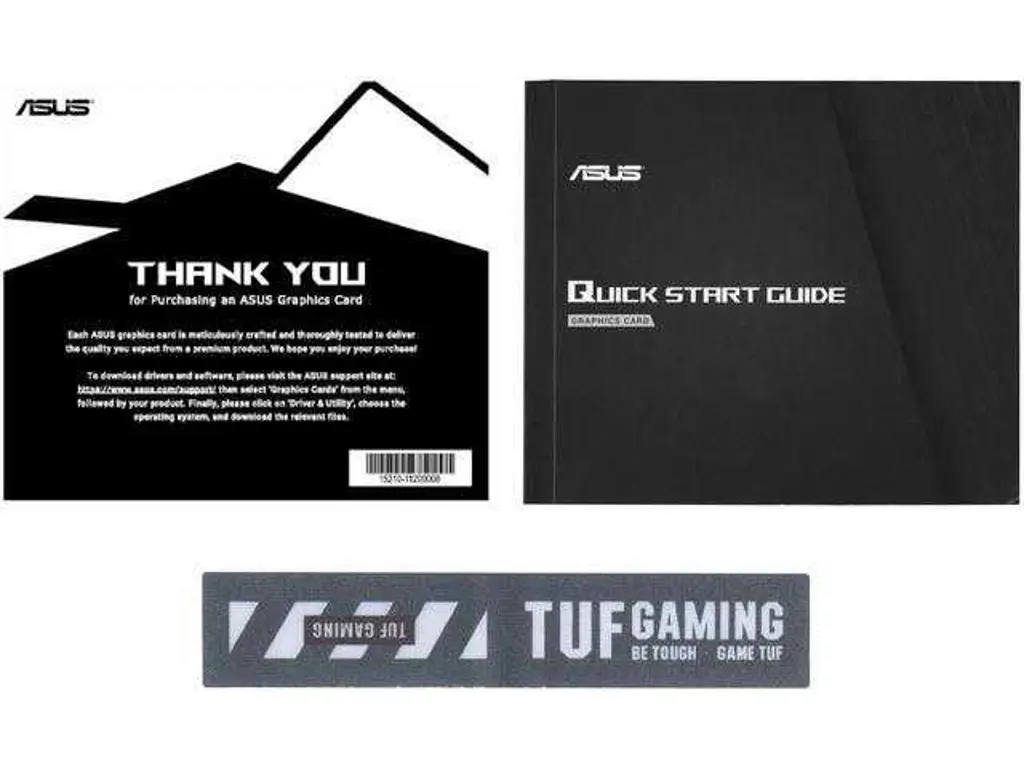 ASUS
THANK YOU
for Purchasing an ASUS Graphics Card
Each ASUS graphics card is meticulously crafted and thoroughly tested to deliver
the quality you expect from a premium product. We hope you enjoy your purchase!
To download drivers and software, please visit the ASUS support site at:
https://www.asus.com/support/ then select 'Graphics Cards' from the menu,
followed by your product. Finally, please click on 'Driver & Utility', choose the
operating system, and download the relevant files.
15210-11200000
ASUS
QUICK START GUIDE
GRAPHICS CARD
TUF GAMING
TUF GAMING
BE TOUGH · GAME TUF